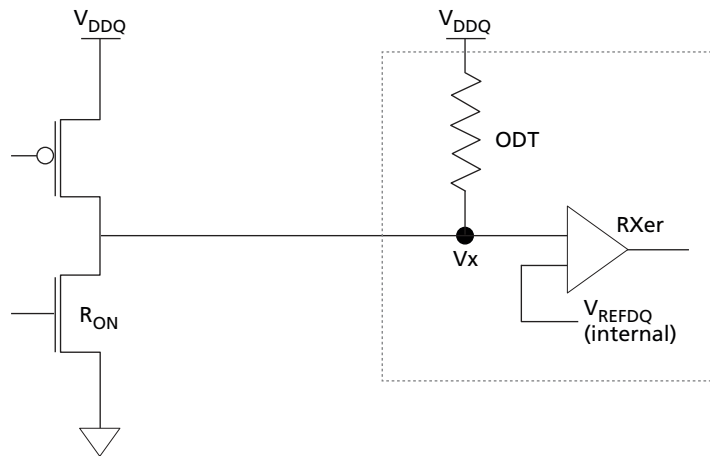 VDDQ
VDDQ
ODT
RXer
Vx
RON
VREFDQ
(internal)